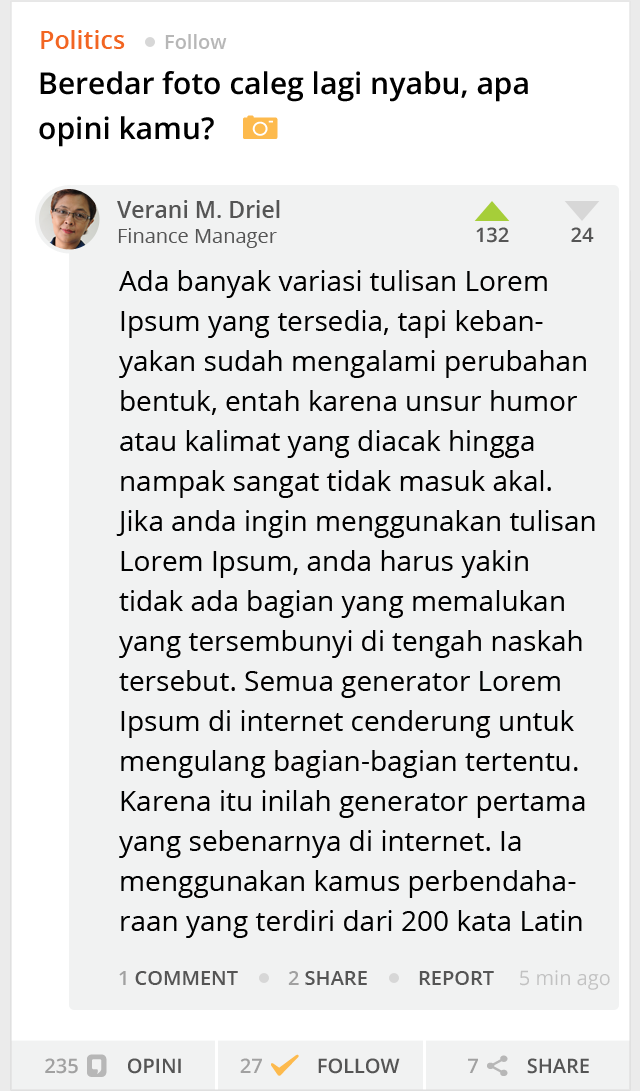 Politics Follow
Beredar foto caleg lagi nyabu, apa
opini kamu?
Verani M. Driel
Finance Manager
132 24
Ada banyak variasi tulisan Lorem
Ipsum yang tersedia, tapi keban-
yakan sudah mengalami perubahan
bentuk, entah karena unsur humor
atau kalimat yang diacak hingga
nampak sangat tidak masuk akal.
Jika anda ingin menggunakan tulisan
Lorem Ipsum, anda harus yakin
tidak ada bagian yang memalukan
yang tersembunyi di tengah naskah
tersebut. Semua generator Lorem
Ipsum di internet cenderung untuk
mengulang bagian-bagian tertentu.
Karena itu inilah generator pertama
yang sebenarnya di internet. Ia
menggunakan kamus perbendaha-
raan yang terdiri dari 200 kata Latin
1 COMMENT 2 SHARE REPORT 5 min ago
235 OPINI 27 FOLLOW 7 SHARE